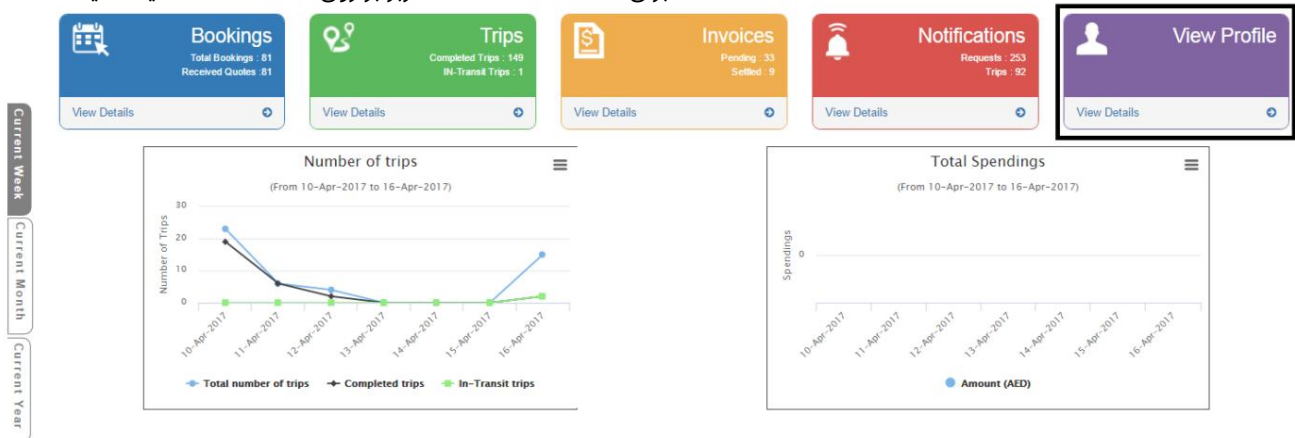 Bookings
Total Bookings : 81
Received Quotes :81
View Details
Trips
Completed Trips : 149
IN-Transit Trips : 1
View Details
Invoices
Pending : 33
Settled : 9
View Details
Notifications
Requests : 253
Trips : 92
View Details
View Profile
View Details
Current Week
Current Month
Current Year
Number of trips
(From 10-Apr-2017 to 16-Apr-2017)
Number of Trips
30
20
10
0
10-Apr-2017
11-Apr-2017
12-Apr-2017
13-Apr-2017
14-Apr-2017
15-Apr-2017
16-Apr-2017
Total number of trips
Completed trips
In-Transit trips
Total Spendings
(From 10-Apr-2017 to 16-Apr-2017)
Spendings
0
10-Apr-2017
11-Apr-2017
12-Apr-2017
13-Apr-2017
14-Apr-2017
15-Apr-2017
16-Apr-2017
Amount (AED)